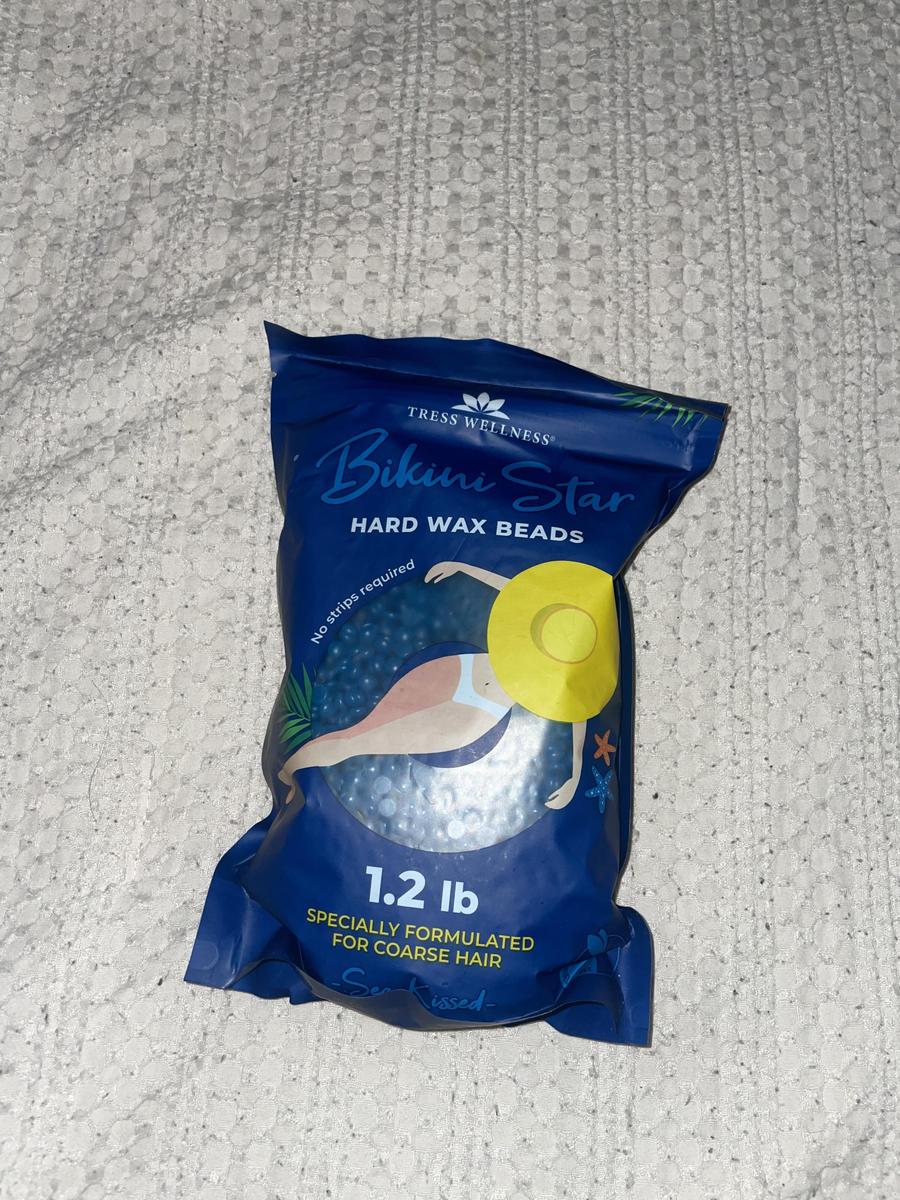 TRESS WELLNESS®
Bikini Star
HARD WAX BEADS
No strips required
1.2 lb
SPECIALLY FORMULATED
FOR COARSE HAIR
-Sea Kissed-